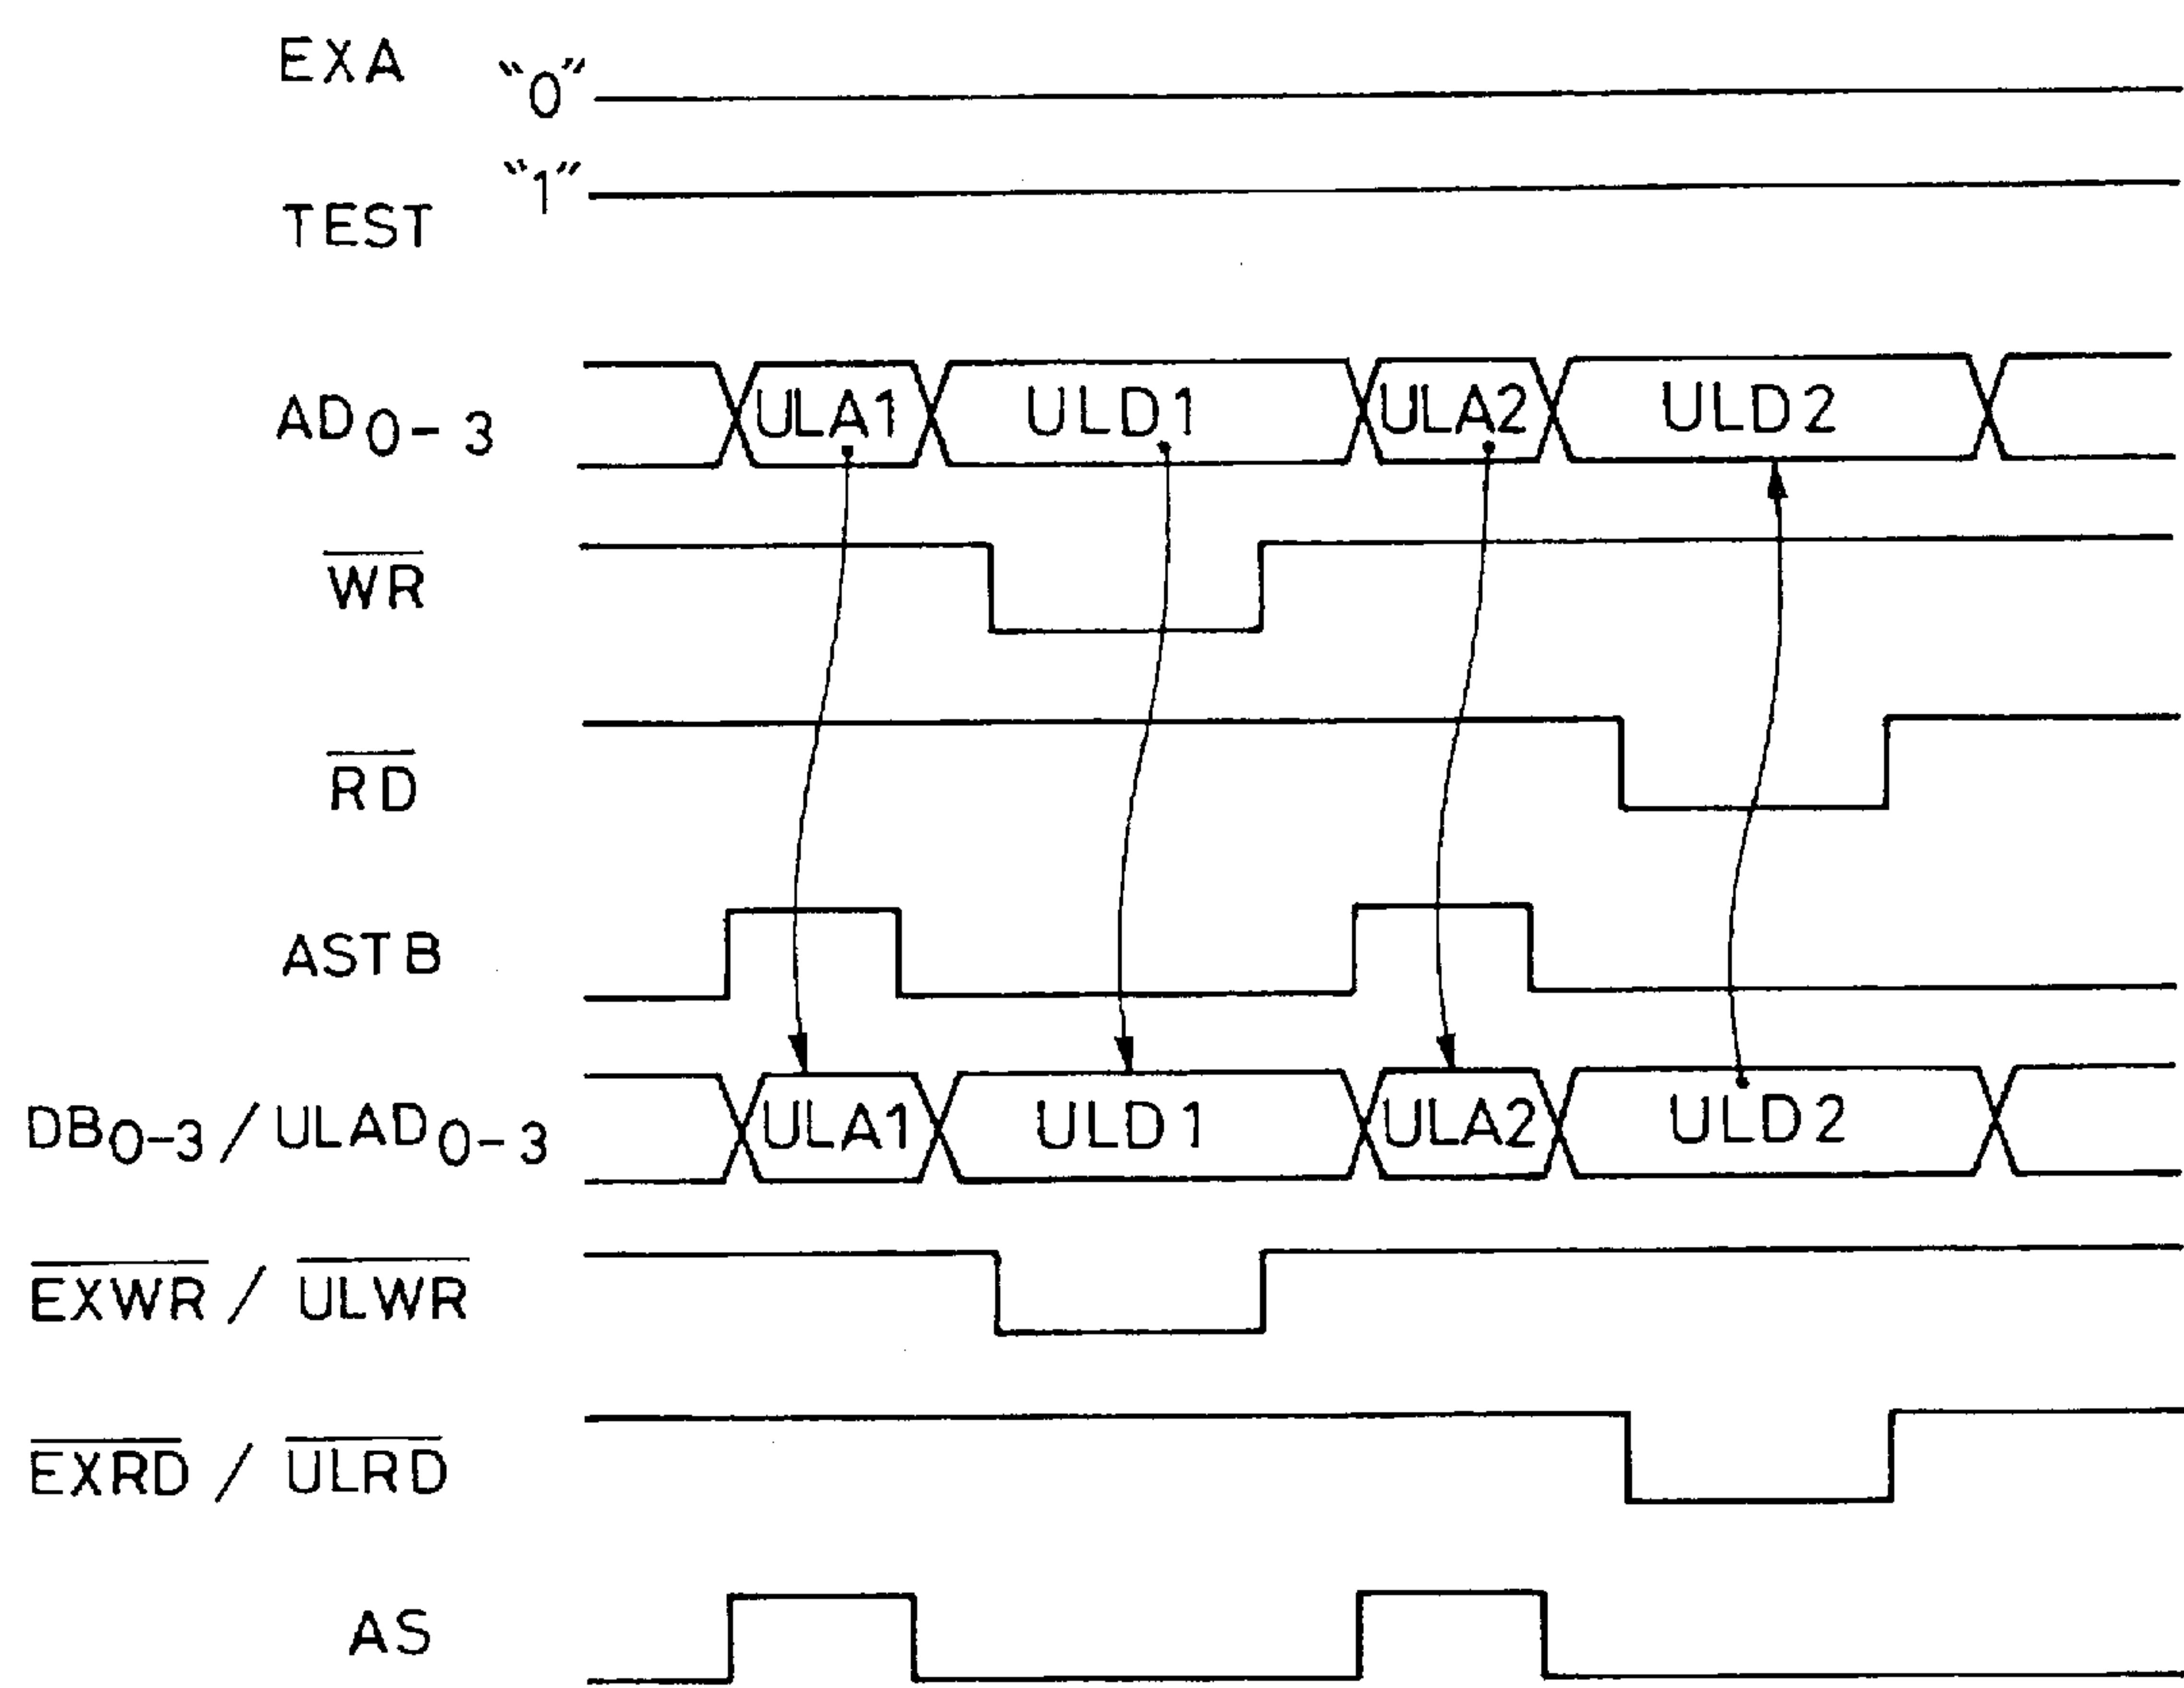 EXA "0"
TEST "1"
AD0-3 ULA1 ULD1 ULA2 ULD2
WR
RD
ASTB
DB0-3/ULAD0-3 ULA1 ULD1 ULA2 ULD2
EXWR/ULWR
EXRD/ULRD
AS